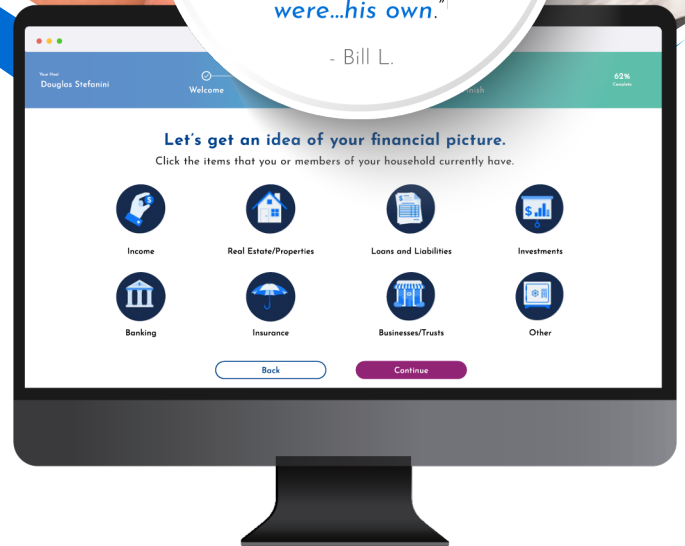 were...his own."
- Bill L.
Your Host
Douglas Stefanini
Welcome
nish
62%
Complete
Let's get an idea of your financial picture.
Click the items that you or members of your household currently have.
Income
Real Estate/Properties
Loans and Liabilities
Investments
Banking
Insurance
Businesses/Trusts
Other
Back
Continue